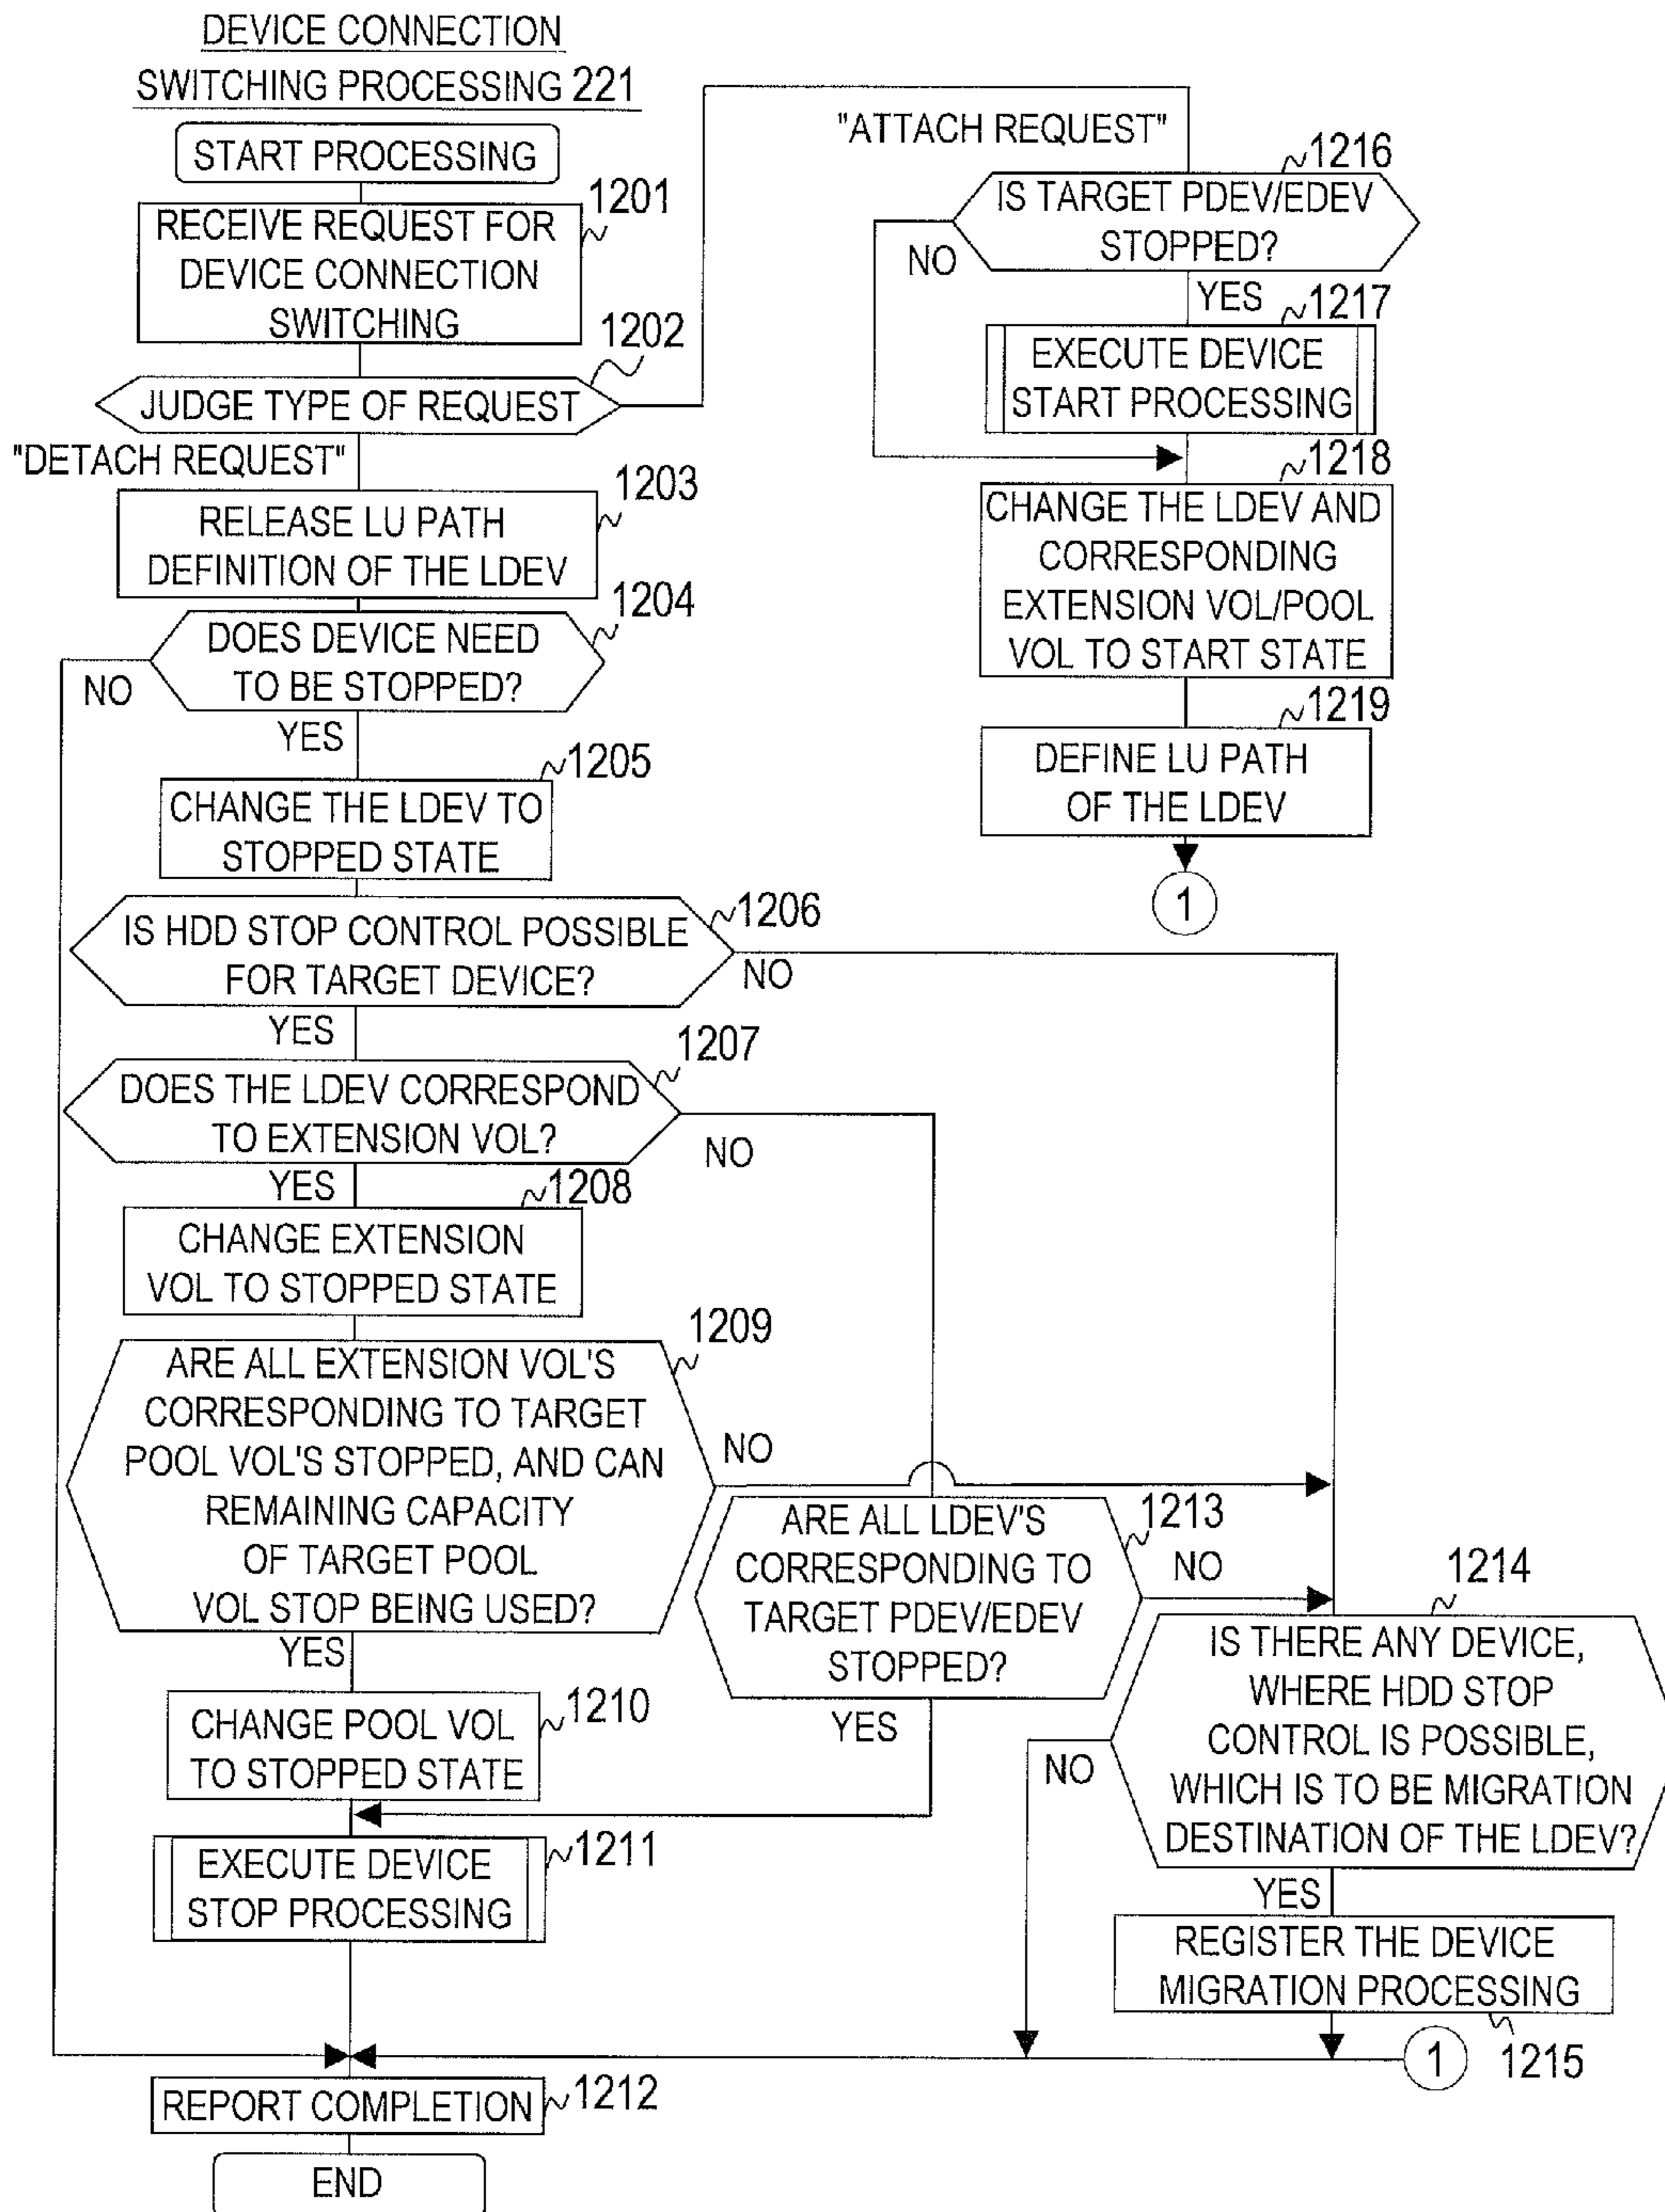 DEVICE CONNECTION
SWITCHING PROCESSING 221
START PROCESSING
1201
RECEIVE REQUEST FOR
DEVICE CONNECTION
SWITCHING
1202
JUDGE TYPE OF REQUEST
"DETACH REQUEST"
1203
RELEASE LU PATH
DEFINITION OF THE LDEV
1204
DOES DEVICE NEED
TO BE STOPPED?
NO
YES
1205
CHANGE THE LDEV TO
STOPPED STATE
1206
IS HDD STOP CONTROL POSSIBLE
FOR TARGET DEVICE?
NO
YES
1207
DOES THE LDEV CORRESPOND
TO EXTENSION VOL?
NO
YES
1208
CHANGE EXTENSION
VOL TO STOPPED STATE
1209
ARE ALL EXTENSION VOL'S
CORRESPONDING TO TARGET
POOL VOL'S STOPPED, AND CAN
REMAINING CAPACITY
OF TARGET POOL
VOL STOP BEING USED?
NO
YES
1210
CHANGE POOL VOL
TO STOPPED STATE
1211
EXECUTE DEVICE
STOP PROCESSING
1212
REPORT COMPLETION
END
"ATTACH REQUEST"
1216
IS TARGET PDEV/EDEV
STOPPED?
NO
YES
1217
EXECUTE DEVICE
START PROCESSING
1218
CHANGE THE LDEV AND
CORRESPONDING
EXTENSION VOL/POOL
VOL TO START STATE
1219
DEFINE LU PATH
OF THE LDEV
1
1213
ARE ALL LDEV'S
CORRESPONDING TO
TARGET PDEV/EDEV
STOPPED?
NO
YES
1214
IS THERE ANY DEVICE,
WHERE HDD STOP
CONTROL IS POSSIBLE,
WHICH IS TO BE MIGRATION
DESTINATION OF THE LDEV?
NO
YES
REGISTER THE DEVICE
MIGRATION PROCESSING
1215
1